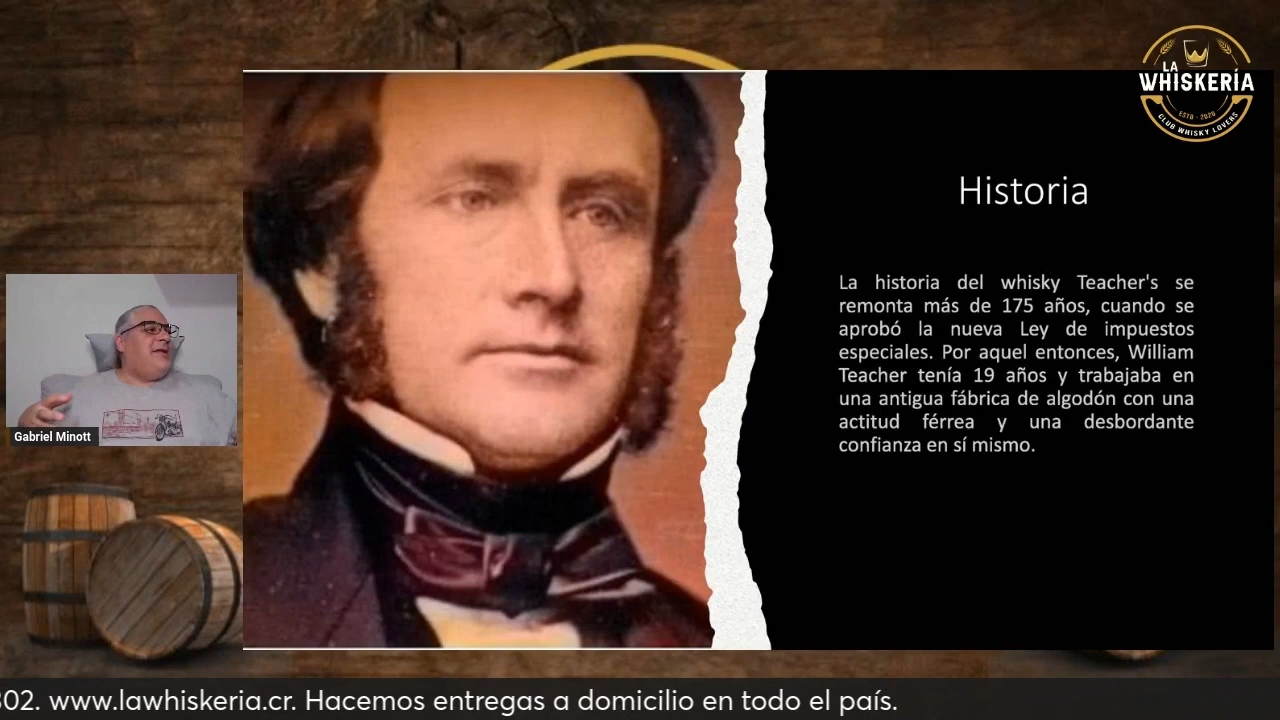 LA
WHISKERÍA
ESTD - 2020
CLUB WHISKY LOVERS
Historia
La historia del whisky Teacher's se
remonta más de 175 años, cuando se
aprobó la nueva Ley de impuestos
especiales. Por aquel entonces, William
Teacher tenía 19 años y trabajaba en
una antigua fábrica de algodón con una
actitud férrea y una desbordante
confianza en sí mismo.
Gabriel Minott
302. www.lawhiskeria.cr. Hacemos entregas a domicilio en todo el país.